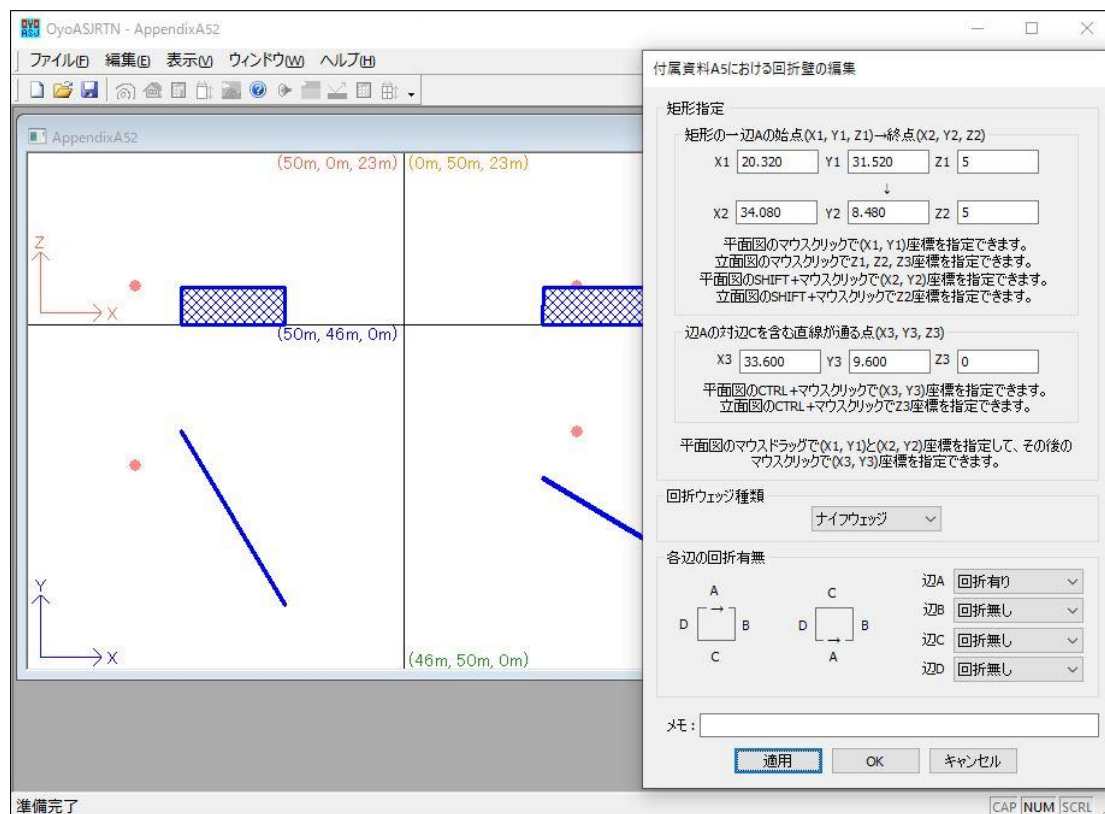 OyoASJRTN - AppendixA52
ファイル(F) 編集(E) 表示(V) ウィンドウ(W) ヘルプ(H)
AppendixA52
(50m, 0m, 23m) (0m, 50m, 23m)
Z
X
(50m, 46m, 0m)
Y
X
(46m, 50m, 0m)
準備完了
CAP NUM SCRL
付属資料A5における回折壁の編集
矩形指定
矩形の一辺Aの始点(X1, Y1, Z1)→終点(X2, Y2, Z2)
X1 20.320 Y1 31.520 Z1 5
↓
X2 34.080 Y2 8.480 Z2 5
平面図のマウスクリックで(X1, Y1)座標を指定できます。
立面図のマウスクリックでZ1, Z2, Z3座標を指定できます。
平面図のSHIFT+マウスクリックで(X2, Y2)座標を指定できます。
立面図のSHIFT+マウスクリックでZ2座標を指定できます。
辺Aの対辺Cを含む直線が通る点(X3, Y3, Z3)
X3 33.600 Y3 9.600 Z3 0
平面図のCTRL+マウスクリックで(X3, Y3)座標を指定できます。
立面図のCTRL+マウスクリックでZ3座標を指定できます。
平面図のマウスドラッグで(X1, Y1)と(X2, Y2)座標を指定して、その後の
マウスクリックで(X3, Y3)座標を指定できます。
回折ウェッジ種類
ナイフウェッジ
各辺の回折有無
A
D B
C
C
D B
A
辺A 回折有り
辺B 回折無し
辺C 回折無し
辺D 回折無し
メモ:
適用 OK キャンセル